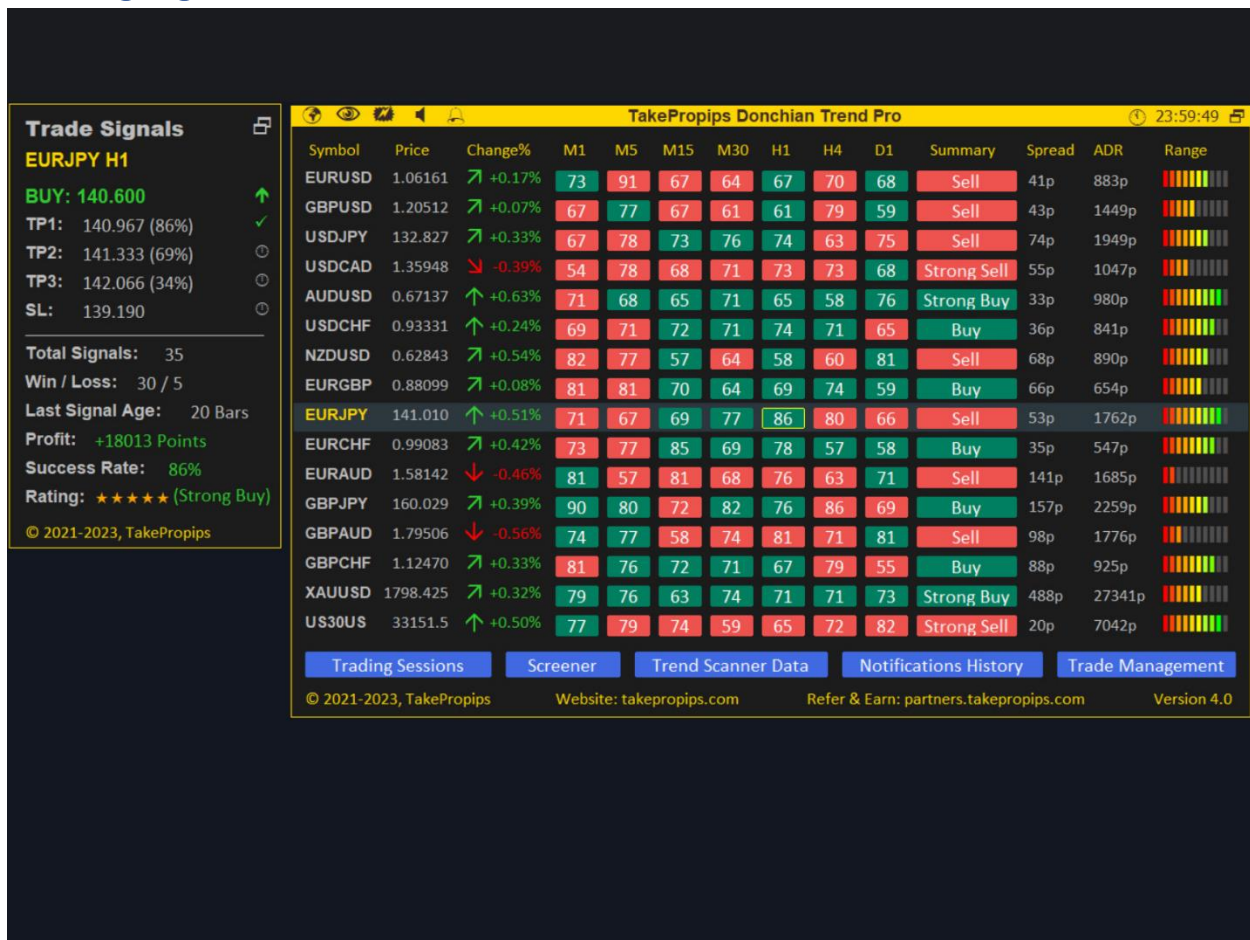 Trade Signals
EURJPY H1
BUY: 140.600
TP1: 140.967 (86%)
TP2: 141.333 (69%)
TP3: 142.066 (34%)
SL: 139.190
Total Signals: 35
Win / Loss: 30 / 5
Last Signal Age: 20 Bars
Profit: +18013 Points
Success Rate: 86%
Rating: ★★★★★ (Strong Buy)
© 2021-2023, TakePropips
TakePropips Donchian Trend Pro 23:59:49
Symbol Price Change% M1 M5 M15 M30 H1 H4 D1 Summary Spread ADR Range
EURUSD 1.06161 +0.17% 73 91 67 64 67 70 68 Sell 41p 883p
GBPUSD 1.20512 +0.07% 67 77 67 61 61 79 59 Sell 43p 1449p
USDJPY 132.827 +0.33% 67 78 73 76 74 63 75 Sell 74p 1949p
USDCAD 1.35948 -0.39% 54 78 68 71 73 73 68 Strong Sell 55p 1047p
AUDUSD 0.67137 +0.63% 71 68 65 71 65 58 76 Strong Buy 33p 980p
USDCHF 0.93331 +0.24% 69 71 72 71 74 71 65 Buy 36p 841p
NZDUSD 0.62843 +0.54% 82 77 57 64 58 60 81 Sell 68p 890p
EURGBP 0.88099 +0.08% 81 81 70 64 69 74 59 Buy 66p 654p
EURJPY 141.010 +0.51% 71 67 69 77 86 80 66 Sell 53p 1762p
EURCHF 0.99083 +0.42% 73 77 85 69 78 57 58 Buy 35p 547p
EURAUD 1.58142 -0.46% 81 57 81 68 76 63 71 Sell 141p 1685p
GBPJPY 160.029 +0.39% 90 80 72 82 76 86 69 Buy 157p 2259p
GBPAUD 1.79506 -0.56% 74 77 58 74 81 71 81 Sell 98p 1776p
GBPCHF 1.12470 +0.33% 81 76 72 71 67 79 55 Buy 88p 925p
XAUUSD 1798.425 +0.32% 79 76 63 74 71 71 73 Strong Buy 488p 27341p
US30US 33151.5 +0.50% 77 79 74 59 65 72 82 Strong Sell 20p 7042p
Trading Sessions Screener Trend Scanner Data Notifications History Trade Management
© 2021-2023, TakePropips Website: takepropips.com Refer & Earn: partners.takepropips.com Version 4.0